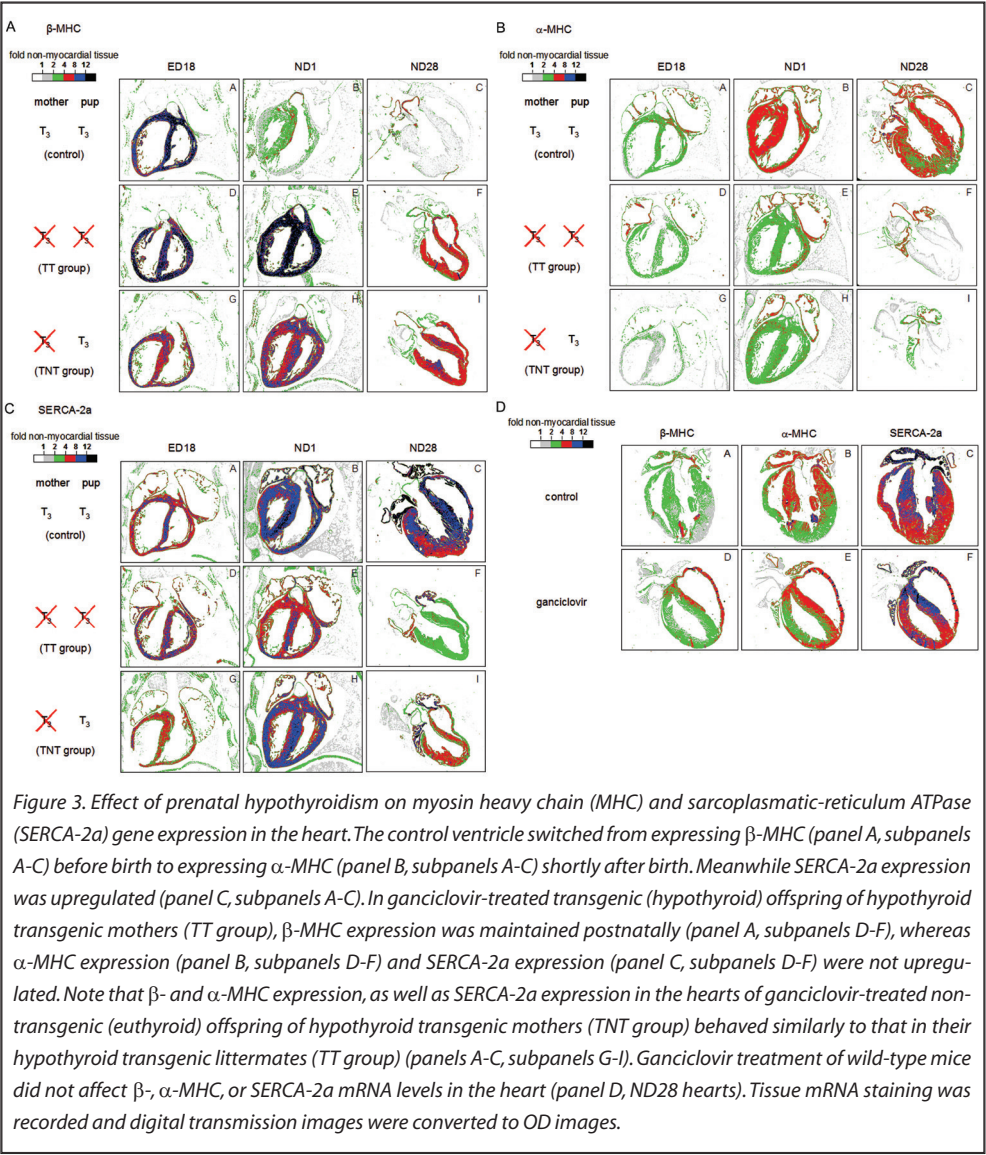 A
β-MHC
fold non-myocardial tissue
1 2 4 8 12
ED18
ND1
ND28
mother pup
T3 T3
(control)
A
B
C
T3 T3
(TT group)
D
E
F
T3 T3
(TNT group)
G
H
I
B
α-MHC
fold non-myocardial tissue
1 2 4 8 12
ED18
ND1
ND28
mother pup
T3 T3
(control)
A
B
C
T3 T3
(TT group)
D
E
F
T3 T3
(TNT group)
G
H
I
C
SERCA-2a
fold non-myocardial tissue
1 2 4 8 12
ED18
ND1
ND28
mother pup
T3 T3
(control)
A
B
C
T3 T3
(TT group)
D
E
F
T3 T3
(TNT group)
G
H
I
D
fold non-myocardial tissue
1 2 4 8 12
β-MHC
α-MHC
SERCA-2a
control
A
B
C
ganciclovir
D
E
F
Figure 3. Effect of prenatal hypothyroidism on myosin heavy chain (MHC) and sarcoplasmatic-reticulum ATPase
(SERCA-2a) gene expression in the heart. The control ventricle switched from expressing β-MHC (panel A, subpanels
A-C) before birth to expressing α-MHC (panel B, subpanels A-C) shortly after birth. Meanwhile SERCA-2a expression
was upregulated (panel C, subpanels A-C). In ganciclovir-treated transgenic (hypothyroid) offspring of hypothyroid
transgenic mothers (TT group), β-MHC expression was maintained postnatally (panel A, subpanels D-F), whereas
α-MHC expression (panel B, subpanels D-F) and SERCA-2a expression (panel C, subpanels D-F) were not upregu-
lated. Note that β- and α-MHC expression, as well as SERCA-2a expression in the hearts of ganciclovir-treated non-
transgenic (euthyroid) offspring of hypothyroid transgenic mothers (TNT group) behaved similarly to that in their
hypothyroid transgenic littermates (TT group) (panels A-C, subpanels G-I). Ganciclovir treatment of wild-type mice
did not affect β-, α-MHC, or SERCA-2a mRNA levels in the heart (panel D, ND28 hearts). Tissue mRNA staining was
recorded and digital transmission images were converted to OD images.